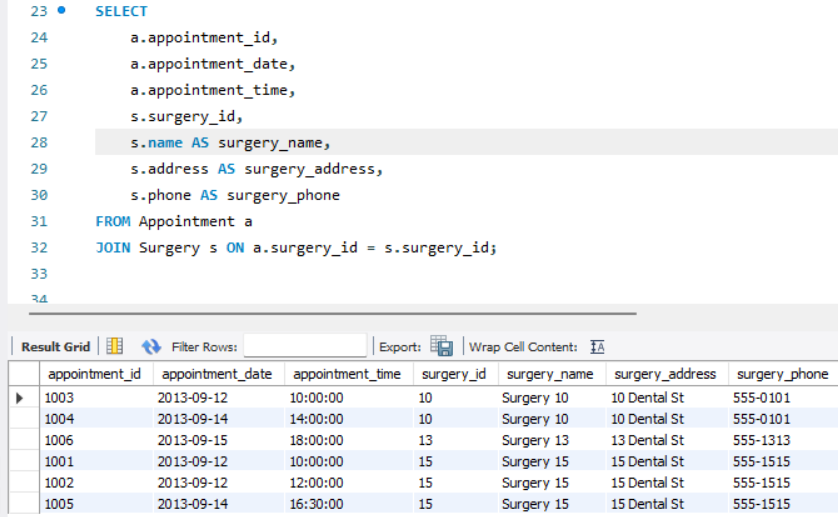 23 SELECT
24 a.appointment_id,
25 a.appointment_date,
26 a.appointment_time,
27 s.surgery_id,
28 s.name AS surgery_name,
29 s.address AS surgery_address,
30 s.phone AS surgery_phone
31 FROM Appointment a
32 JOIN Surgery s ON a.surgery_id = s.surgery_id;
33
34
Result Grid Filter Rows: Export: Wrap Cell Content: IA
appointment_id appointment_date appointment_time surgery_id surgery_name surgery_address surgery_phone
1003 2013-09-12 10:00:00 10 Surgery 10 10 Dental St 555-0101
1004 2013-09-14 14:00:00 10 Surgery 10 10 Dental St 555-0101
1006 2013-09-15 18:00:00 13 Surgery 13 13 Dental St 555-1313
1001 2013-09-12 10:00:00 15 Surgery 15 15 Dental St 555-1515
1002 2013-09-12 12:00:00 15 Surgery 15 15 Dental St 555-1515
1005 2013-09-14 16:30:00 15 Surgery 15 15 Dental St 555-1515